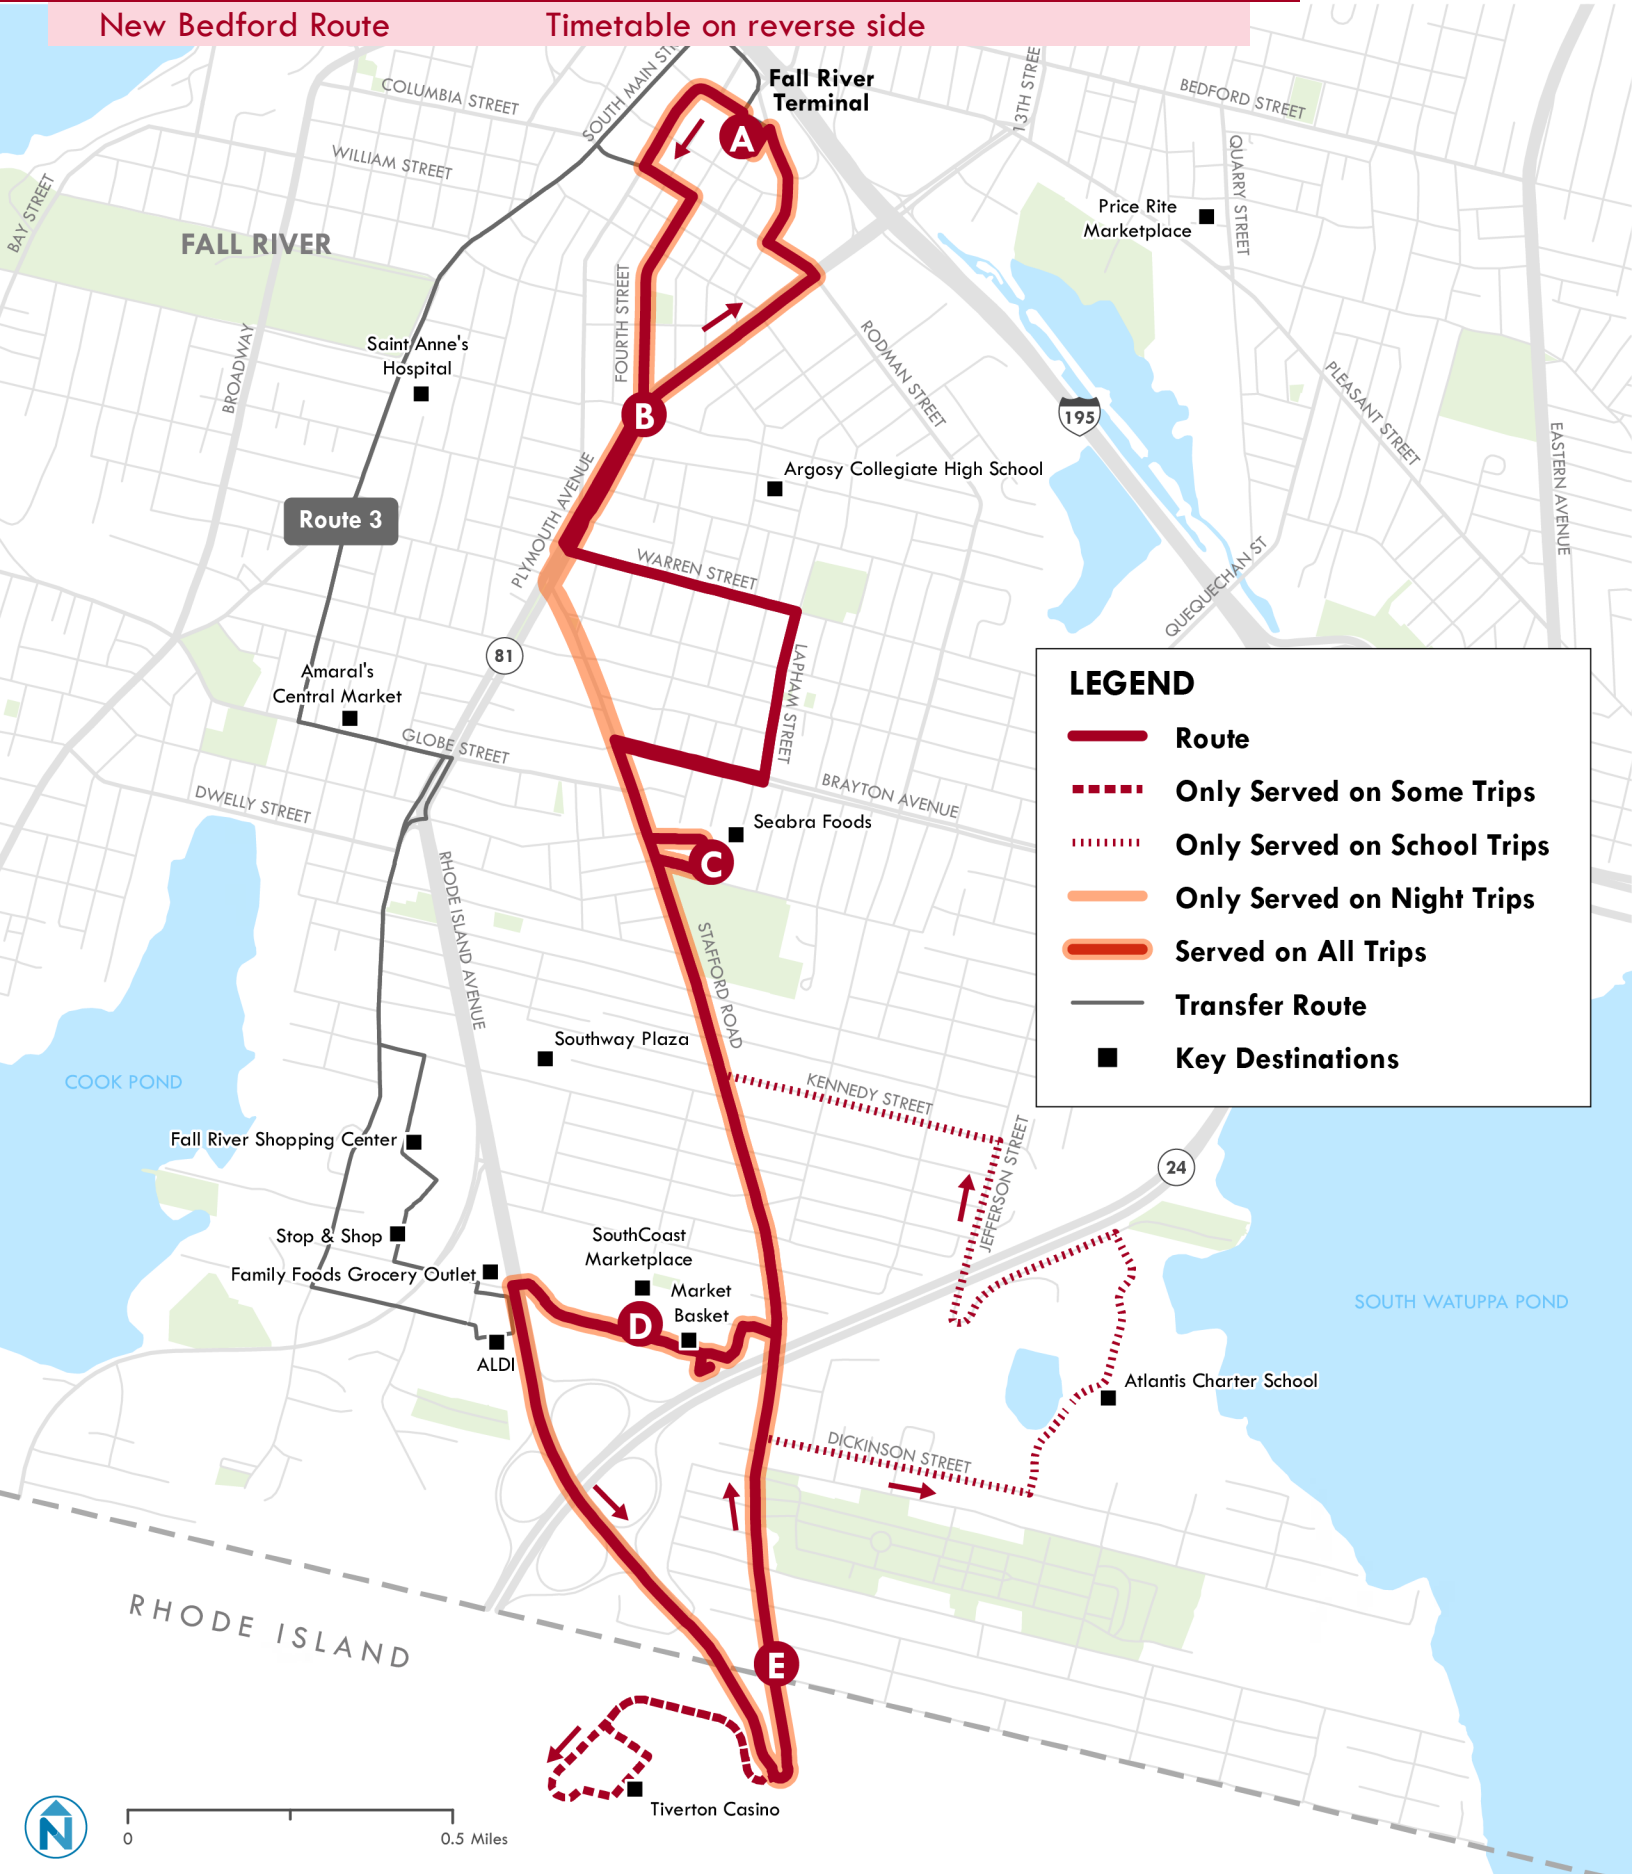 New Bedford Route
Timetable on reverse side
Fall River
Terminal
COLUMBIA STREET
SOUTH MAIN ST
13TH STREE
BEDFORD STREET
A
WILLIAM STREET
QUARRY STREET
BAY STREET
Price Rite
Marketplace
FALL RIVER
FOURTH STREET
BROADWAY
Saint Anne's
Hospital
RODMAN STREET
PLEASANT STREET
195
B
EASTERN AVENUE
Argosy Collegiate High School
PLYMOUTH AVENUE
Route 3
WARREN STREET
QUEQUECHAN ST
81
LAPHAM STREET
Amaral's
Central Market
GLOBE STREET
DWELLY STREET
BRAYTON AVENUE
Seabra Foods
C
LEGEND
Route
Only Served on Some Trips
Only Served on School Trips
Only Served on Night Trips
Served on All Trips
Transfer Route
Key Destinations
RHODE ISLAND AVENUE
STAFFORD ROAD
Southway Plaza
COOK POND
KENNEDY STREET
Fall River Shopping Center
JEFFERSON STREET
24
Stop & Shop
SouthCoast
Marketplace
Family Foods Grocery Outlet
Market
Basket
D
SOUTH WATUPPA POND
ALDI
Atlantis Charter School
DICKINSON STREET
RHODE ISLAND
E
Tiverton Casino
N
0
0.5 Miles